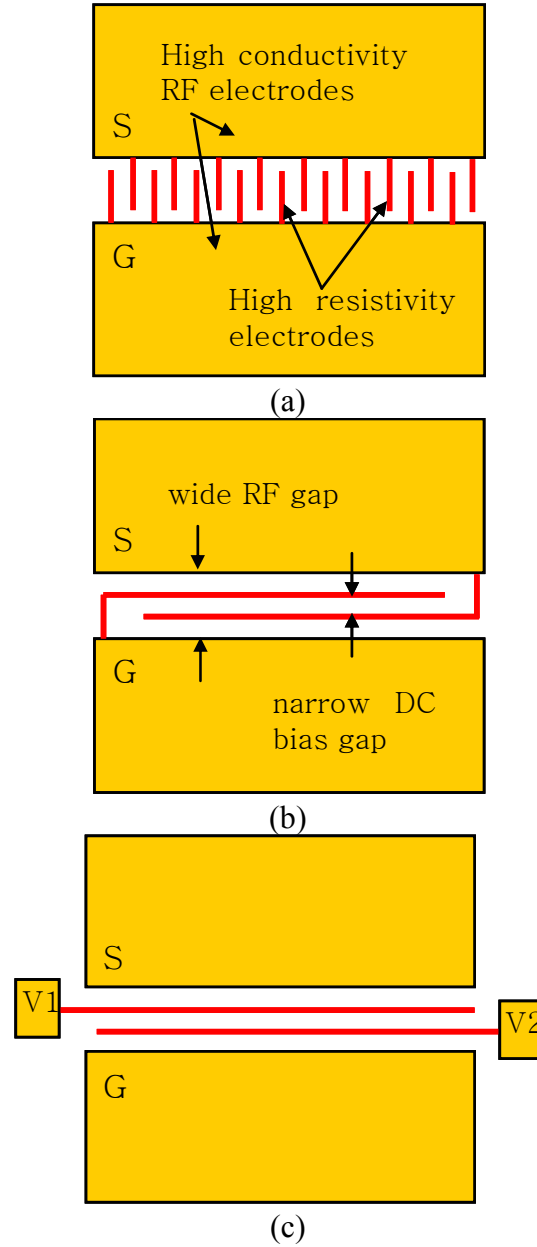 High conductivity
RF electrodes
S
G
High resistivity
electrodes
(a)
wide RF gap
S
G
narrow DC
bias gap
(b)
S
V1
V2
G
(c)